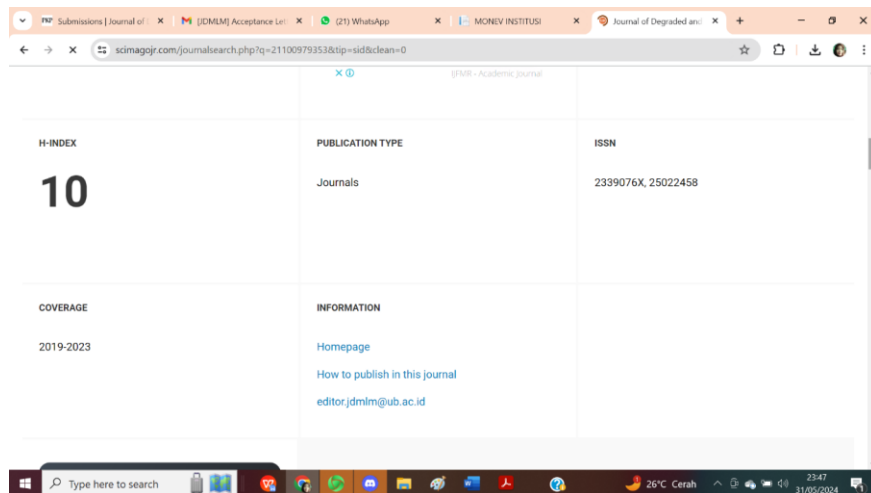 Submissions | Journal of
[JDMLM] Acceptance Let
(21) WhatsApp
MONEV INSTITUSI
Journal of Degraded and
scimagojr.com/journalsearch.php?q=21100979353&tip=sid&clean=0
IJFMR - Academic Journal
H-INDEX
PUBLICATION TYPE
ISSN
10
Journals
2339076X, 25022458
COVERAGE
INFORMATION
2019-2023
Homepage
How to publish in this journal
editor.jdmlm@ub.ac.id
Type here to search
26°C Cerah
23:47
31/05/2024